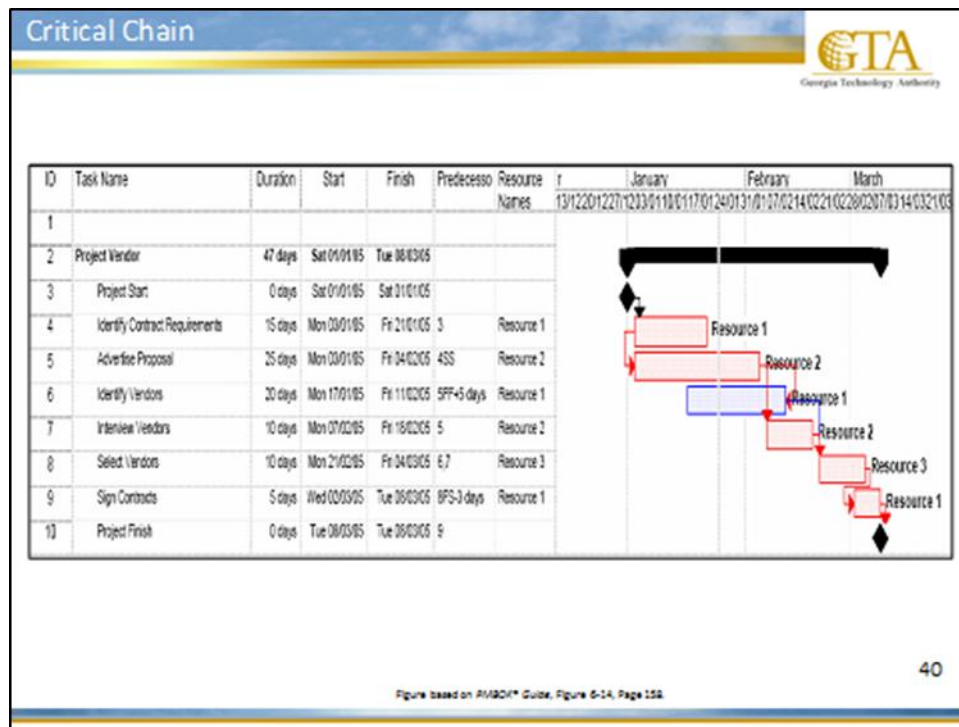 Critical Chain
GTA
Georgia Technology Authority
ID Task Name Duration Start Finish Predecesso Resource Names r January February March
1
2 Project Vendor 47 days Sat 01/01/05 Tue 08/03/05
3 Project Start 0 days Sat 01/01/05 Sat 01/01/05
4 Identify Contract Requirements 15 days Mon 03/01/05 Fri 21/01/05 3 Resource 1
Resource 1
5 Advertise Proposal 25 days Mon 03/01/05 Fri 04/02/05 4SS Resource 2
Resource 2
6 Identify Vendors 20 days Mon 17/01/05 Fri 11/02/05 5FF+5 days Resource 1
Resource 1
7 Interview Vendors 10 days Mon 07/02/05 Fri 18/02/05 5 Resource 2
Resource 2
8 Select Vendors 10 days Mon 21/02/05 Fri 04/03/05 6,7 Resource 3
Resource 3
9 Sign Contracts 5 days Wed 02/03/05 Tue 08/03/05 8FS-3 days Resource 1
Resource 1
10 Project Finish 0 days Tue 08/03/05 Tue 08/03/05 9
40
Figure based on PMBOK® Guide, Figure 6-14, Page 158.